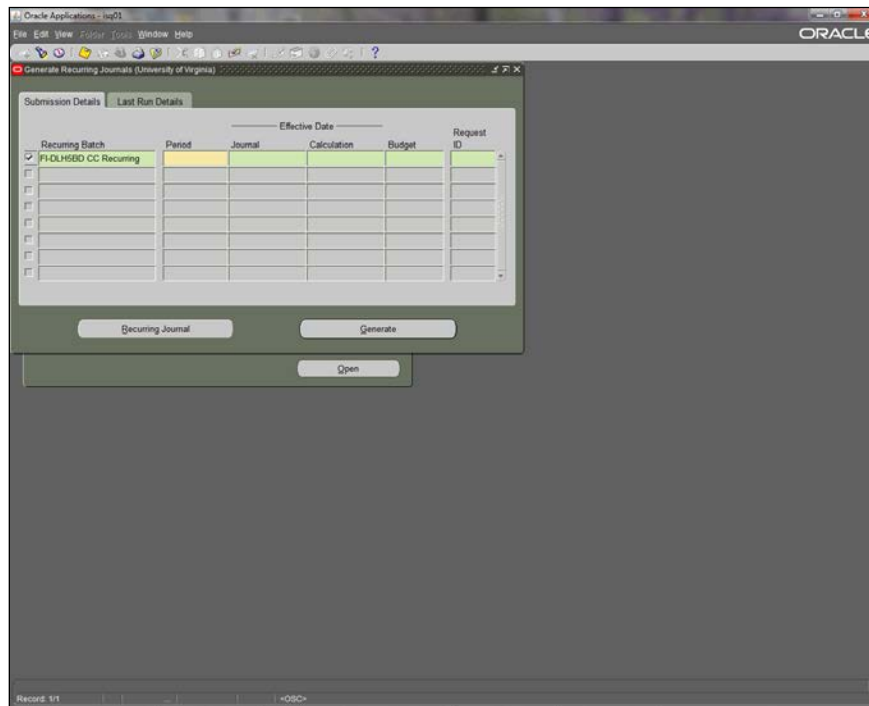 Oracle Applications - isq01
File Edit View Folder Tools Window Help
ORACLE
Generate Recurring Journals (University of Virginia)
Submission Details Last Run Details
Effective Date
Request
Recurring Batch Period Journal Calculation Budget ID
FI-DLH5BD CC Recurring
Recurring Journal Generate
Open
Record: 1/1 <OSC>